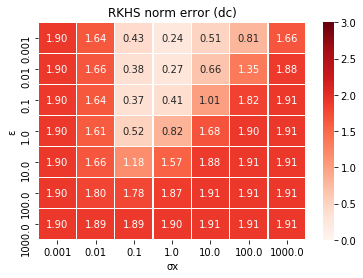 RKHS norm error (dc)
0.001 1.90 1.64 0.43 0.24 0.51 0.81 1.66
0.01 1.90 1.66 0.38 0.27 0.66 1.35 1.88
0.1 1.90 1.64 0.37 0.41 1.01 1.82 1.91
1.0 1.90 1.61 0.52 0.82 1.68 1.90 1.91
10.0 1.90 1.66 1.18 1.57 1.88 1.91 1.91
100.0 1.90 1.80 1.78 1.87 1.91 1.91 1.91
1000.0 1.90 1.89 1.89 1.90 1.91 1.91 1.91
0.001 0.01 0.1 1.0 10.0 100.0 1000.0
σx
ε
3.0
2.5
2.0
1.5
1.0
0.5
0.0